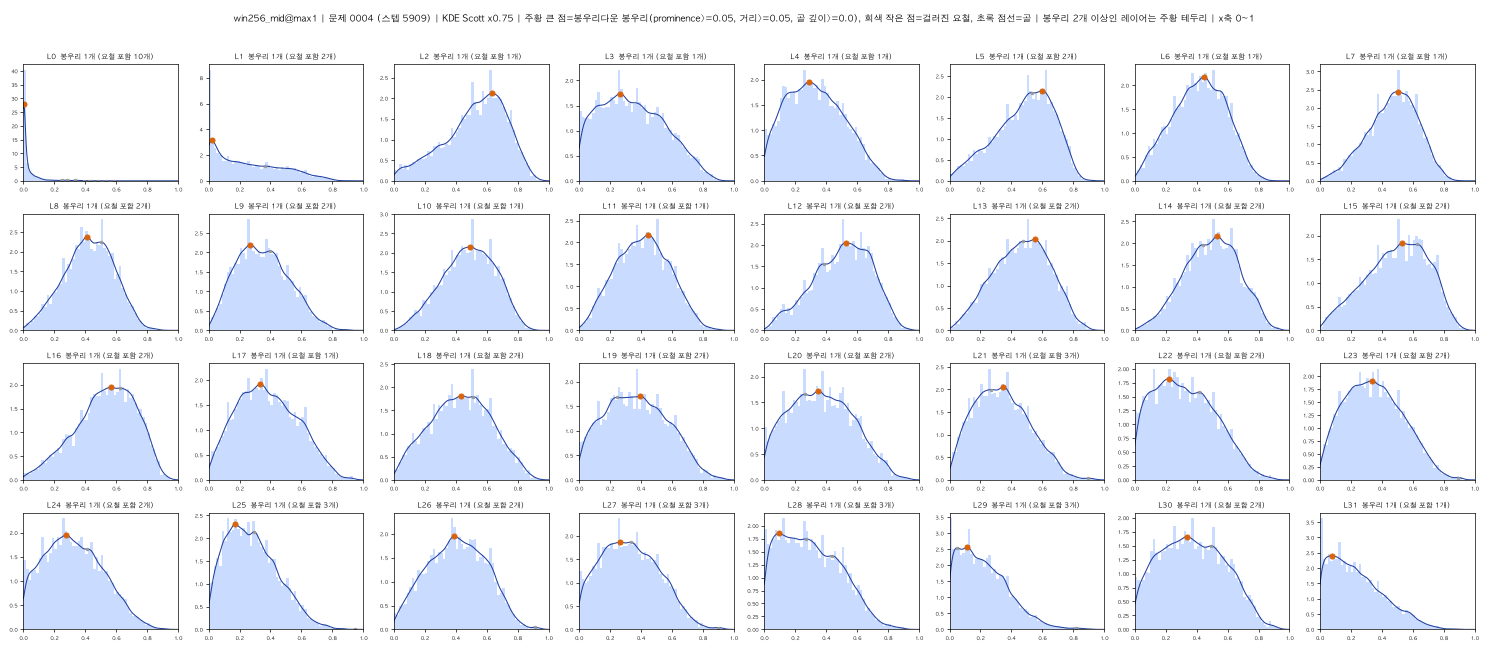 win256_mid@max1 | 문제 0004 (스텝 5909) | KDE Scott x0.75 | 주황 큰 점=봉우리다운 봉우리(prominence>=0.05, 거리>=0.05, 골 깊이>=0.0), 회색 작은 점=걸러진 요철, 초록 점선=골 | 봉우리 2개 이상인 레이어는 주황 테두리 | x축 0~1
L0 봉우리 1개 (요철 포함 10개)
L1 봉우리 1개 (요철 포함 2개)
L2 봉우리 1개 (요철 포함 1개)
L3 봉우리 1개 (요철 포함 1개)
L4 봉우리 1개 (요철 포함 1개)
L5 봉우리 1개 (요철 포함 2개)
L6 봉우리 1개 (요철 포함 1개)
L7 봉우리 1개 (요철 포함 1개)
L8 봉우리 1개 (요철 포함 2개)
L9 봉우리 1개 (요철 포함 2개)
L10 봉우리 1개 (요철 포함 1개)
L11 봉우리 1개 (요철 포함 1개)
L12 봉우리 1개 (요철 포함 2개)
L13 봉우리 1개 (요철 포함 2개)
L14 봉우리 1개 (요철 포함 2개)
L15 봉우리 1개 (요철 포함 2개)
L16 봉우리 1개 (요철 포함 2개)
L17 봉우리 1개 (요철 포함 1개)
L18 봉우리 1개 (요철 포함 2개)
L19 봉우리 1개 (요철 포함 2개)
L20 봉우리 1개 (요철 포함 2개)
L21 봉우리 1개 (요철 포함 3개)
L22 봉우리 1개 (요철 포함 2개)
L23 봉우리 1개 (요철 포함 2개)
L24 봉우리 1개 (요철 포함 2개)
L25 봉우리 1개 (요철 포함 3개)
L26 봉우리 1개 (요철 포함 2개)
L27 봉우리 1개 (요철 포함 3개)
L28 봉우리 1개 (요철 포함 3개)
L29 봉우리 1개 (요철 포함 3개)
L30 봉우리 1개 (요철 포함 2개)
L31 봉우리 1개 (요철 포함 1개)